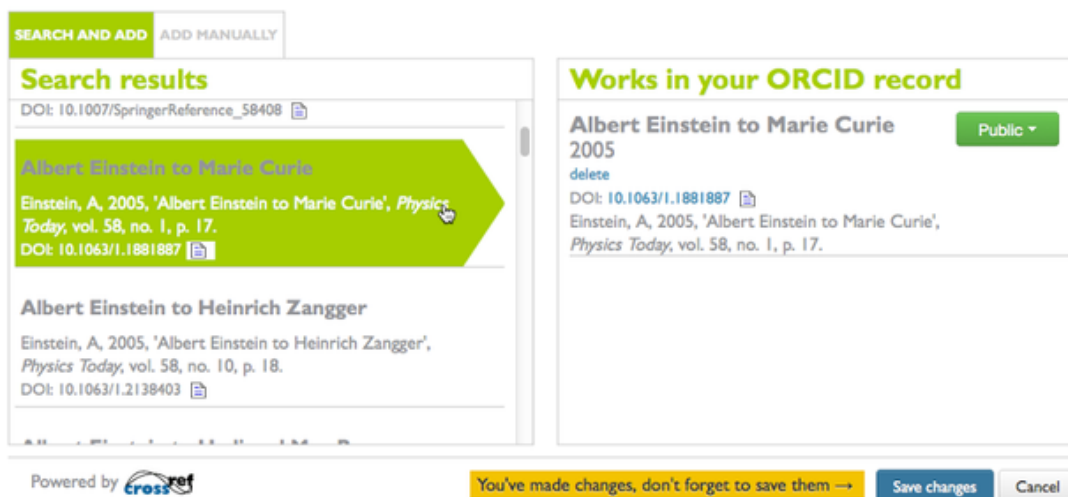 SEARCH AND ADD
ADD MANUALLY
Search results
DOI: 10.1007/SpringerReference_58408
Albert Einstein to Marie Curie
Einstein, A, 2005, 'Albert Einstein to Marie Curie', Physics
Today, vol. 58, no. 1, p. 17.
DOI: 10.1063/1.1881887
Albert Einstein to Heinrich Zangger
Einstein, A, 2005, 'Albert Einstein to Heinrich Zangger',
Physics Today, vol. 58, no. 10, p. 18.
DOI: 10.1063/1.2138403
Works in your ORCID record
Albert Einstein to Marie Curie
2005
Public
delete
DOI: 10.1063/1.1881887
Einstein, A, 2005, 'Albert Einstein to Marie Curie',
Physics Today, vol. 58, no. 1, p. 17.
Powered by crossref
You've made changes, don't forget to save them →
Save changes
Cancel